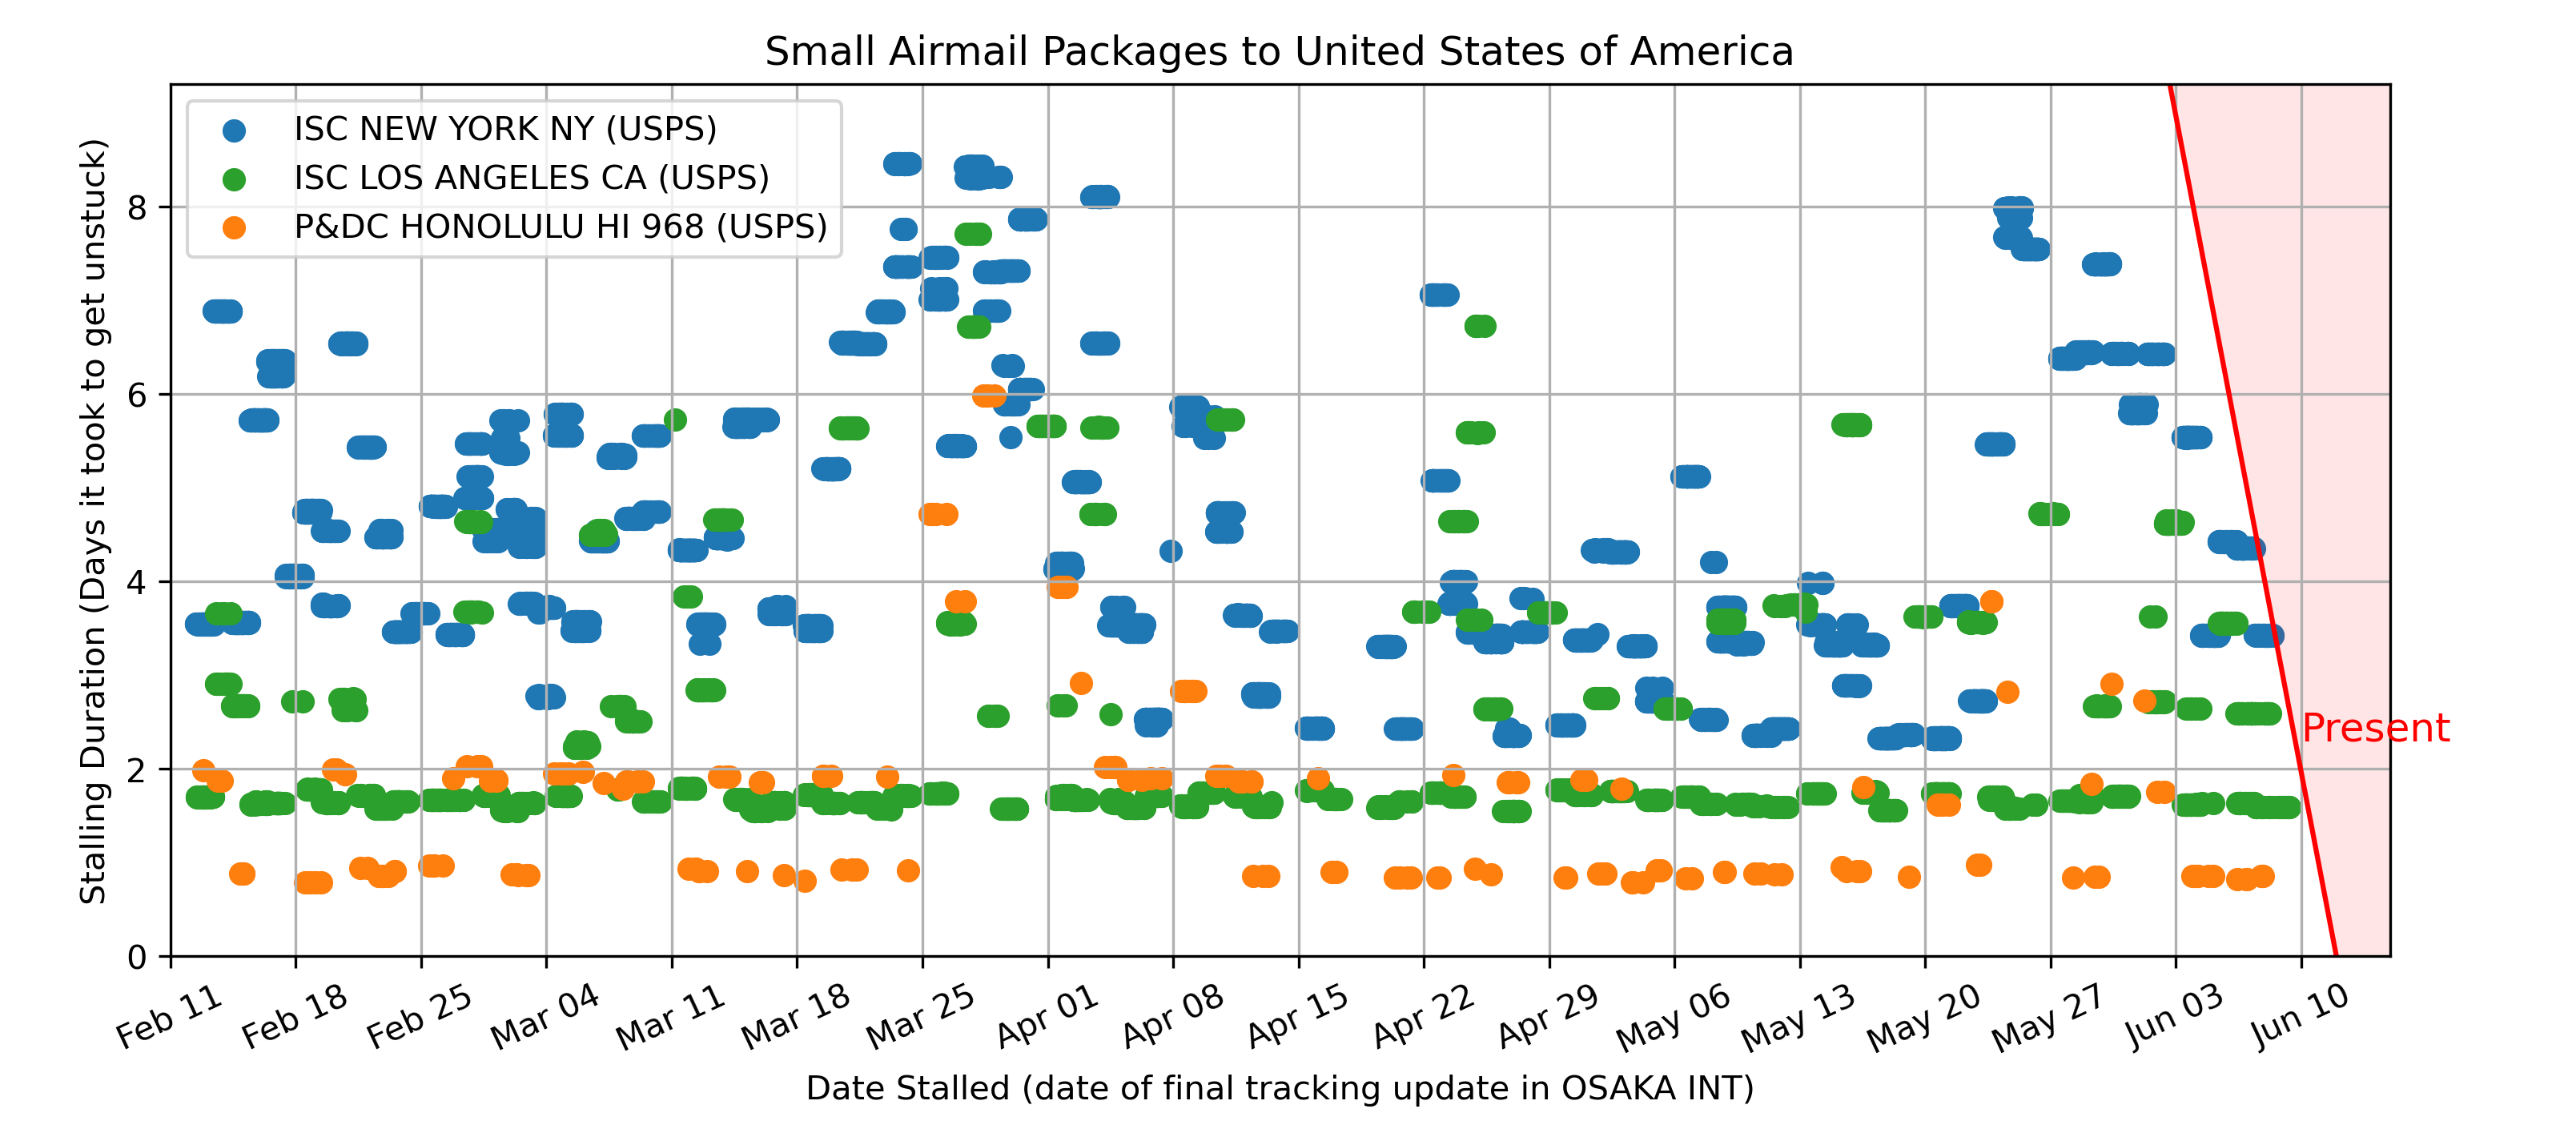 Small Airmail Packages to United States of America
ISC NEW YORK NY (USPS)
ISC LOS ANGELES CA (USPS)
P&DC HONOLULU HI 968 (USPS)
Stalling Duration (Days it took to get unstuck)
8
6
4
2
0
Present
Feb 11 Feb 18 Feb 25 Mar 04 Mar 11 Mar 18 Mar 25 Apr 01 Apr 08 Apr 15 Apr 22 Apr 29 May 06 May 13 May 20 May 27 Jun 03 Jun 10
Date Stalled (date of final tracking update in OSAKA INT)